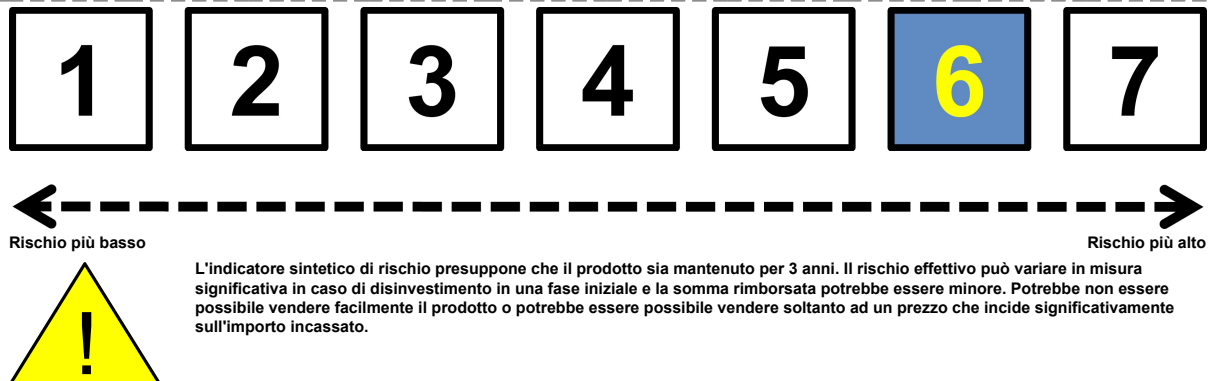 1 2 3 4 5 6 7
Rischio più basso Rischio più alto
L'indicatore sintetico di rischio presuppone che il prodotto sia mantenuto per 3 anni. Il rischio effettivo può variare in misura
significativa in caso di disinvestimento in una fase iniziale e la somma rimborsata potrebbe essere minore. Potrebbe non essere
possibile vendere facilmente il prodotto o potrebbe essere possibile vendere soltanto ad un prezzo che incide significativamente
sull'importo incassato.
!